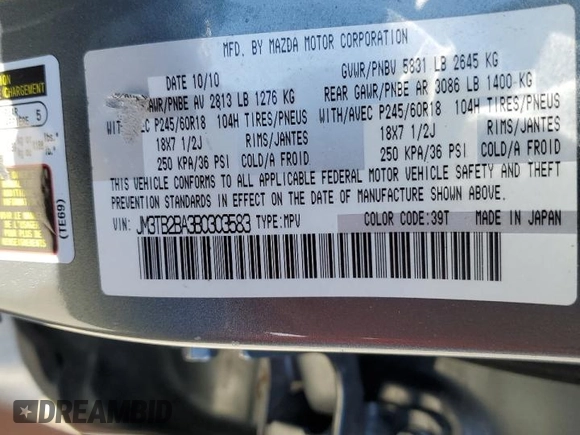 MFD. BY MAZDA MOTOR CORPORATION
DATE 10/10
GVWR/PNBV 5831 LB 2645 KG
GAWR/PNBE AV 2813 LB 1276 KG
REAR GAWR/PNBE AR 3086 LB 1400 KG
WITH/AVEC P245/60R18 104H TIRES/PNEUS
WITH/AVEC P245/60R18 104H TIRES/PNEUS
18X7 1/2J RIMS/JANTES
18X7 1/2J RIMS/JANTES
250 KPA/36 PSI COLD/A FROID
250 KPA/36 PSI COLD/A FROID
THIS VEHICLE CONFORMS TO ALL APPLICABLE FEDERAL MOTOR VEHICLE SAFETY AND THEFT
PREVENTION STANDARDS IN EFFECT ON THE DATE OF MANUFACTURE SHOWN ABOVE.
VIN: JM3TB2BA3B0303583 TYPE:MPV COLOR CODE:39T MADE IN JAPAN
CHARGEMENT
5
(TE69)
DREAMBID